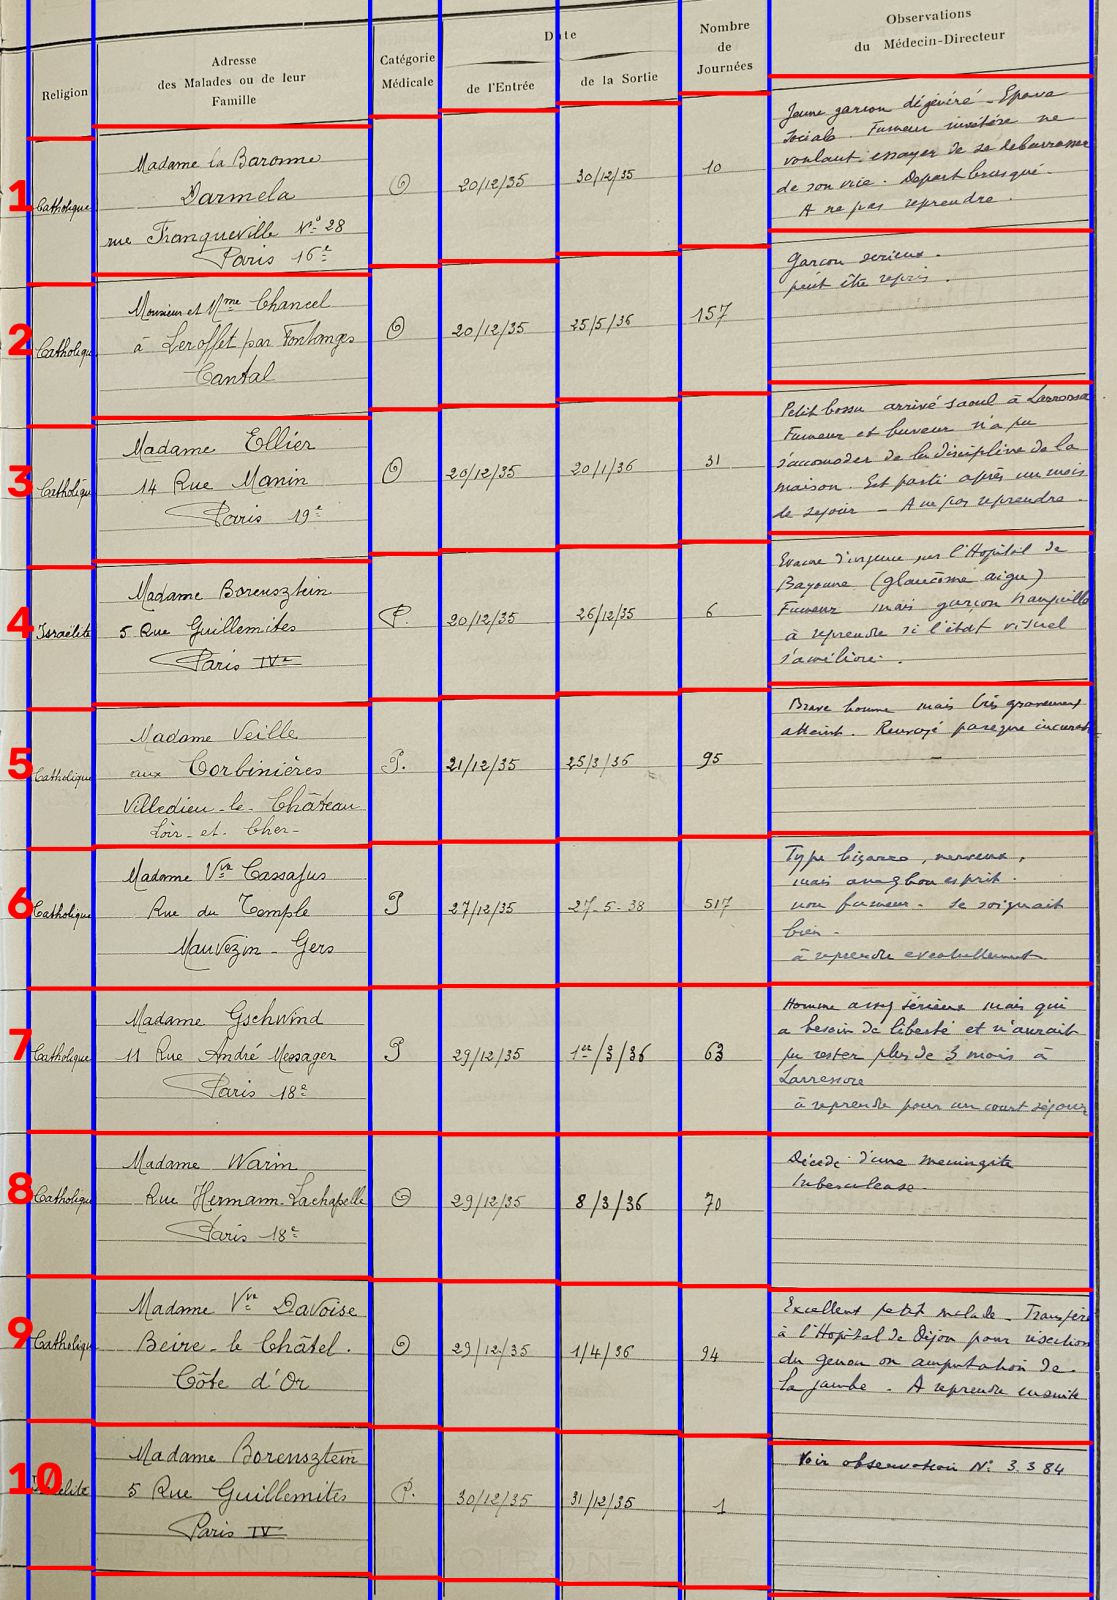 Religion
Adresse
des Malades ou de leur
Famille
Catégorie
Médicale
Date
de l'Entrée
de la Sortie
Nombre
de
Journées
Observations
du Médecin-Directeur
1
Catholique
Madame la Baronne
Darmela
rue Franqueville Nº 28
Paris 16e
O
20/12/35
30/12/35
10
Jeune garçon dégénéré - Epave
sociale. Fumeur invétéré ne
voulant essayer de se débarrasser
de son vice. Départ brusqué.
A ne pas reprendre.
2
Catholique
Monsieur et Mme Chancel
à Leroffet par Fontanges
Cantal
O
20/12/35
25/5/36
157
Garçon sérieux.
peut être repris.
3
Catholique
Madame Ellier
14 Rue Manin
Paris 19e
O
20/12/35
20/1/36
31
Petit bossu arrivé saoul à Larressore
Fumeur et buveur n'a pu
s'accomoder de la discipline de la
maison. Est parti après un mois
de séjour - A ne pas reprendre.
4
Israélite
Madame Borensztein
5 Rue Guillemites
Paris IVe
P.
20/12/35
26/12/35
6
Evacué d'urgence sur l'Hopital de
Bayonne (glaucôme aigu)
Fumeur mais garçon tranquille
à reprendre si l'état visuel
s'améliore.
5
Catholique
Madame Veille
aux Corbinières
Villedieu-le-Château
Loir-et-Cher-
P.
21/12/35
25/3/36
95
Brave homme mais très gravement
atteint. Renvoyé parce que incurable
6
Catholique
Madame Vve Cassajus
Rue du Temple
Mauvezin - Gers
P
27/12/35
27-5-38
517
Type bizarre, nerveux,
mais assez bon esprit.
non fumeur - se soignait
bien -
à reprendre éventuellement
7
Catholique
Madame Gschwind
11 Rue André Messager
Paris 18e
P
29/12/35
1er/3/36
63
Homme assez sérieux mais qui
a besoin de liberté et n'aurait
pu rester plus de 3 mois à
Larressore
à reprendre pour un court séjour
8
Catholique
Madame Warin
Rue Hermann-Lachapelle
Paris 18e
O
29/12/35
8/3/36
70
Décédé d'une meningite
tuberculeuse.
9
Catholique
Madame Vve Davoise
Beire-le Châtel.
Côte d'Or
O
29/12/35
1/4/36
94
Excellent petit malade - Transféré
à l'Hopital de Dijon pour résection
du genou ou amputation de
la jambe. A reprendre ensuite
10
Israélite
Madame Borensztein
5 Rue Guillemites
Paris IV
P.
30/12/35
31/12/35
1
Voir observation Nº 3.384